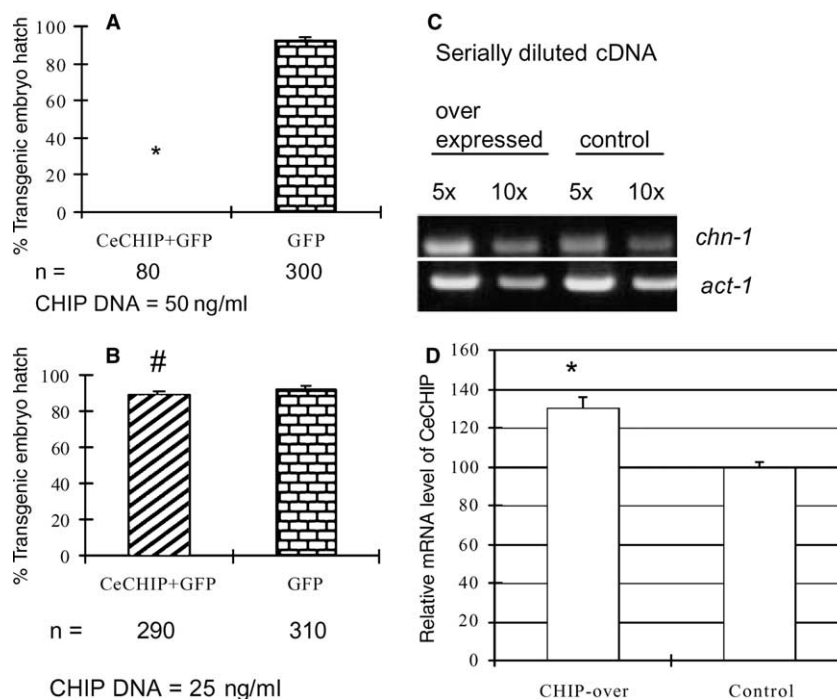 A
% Transgenic embryo hatch
100
80
60
40
20
0
*
CeCHIP+GFP GFP
n = 80 300
CHIP DNA = 50 ng/ml
B
% Transgenic embryo hatch
100
80
60
40
20
0
#
CeCHIP+GFP GFP
n = 290 310
CHIP DNA = 25 ng/ml
C
Serially diluted cDNA
over
expressed control
5x 10x 5x 10x
chn-1
act-1
D
Relative mRNA level of CeCHIP
160
140
120
100
80
60
40
20
0
*
CHIP-over Control